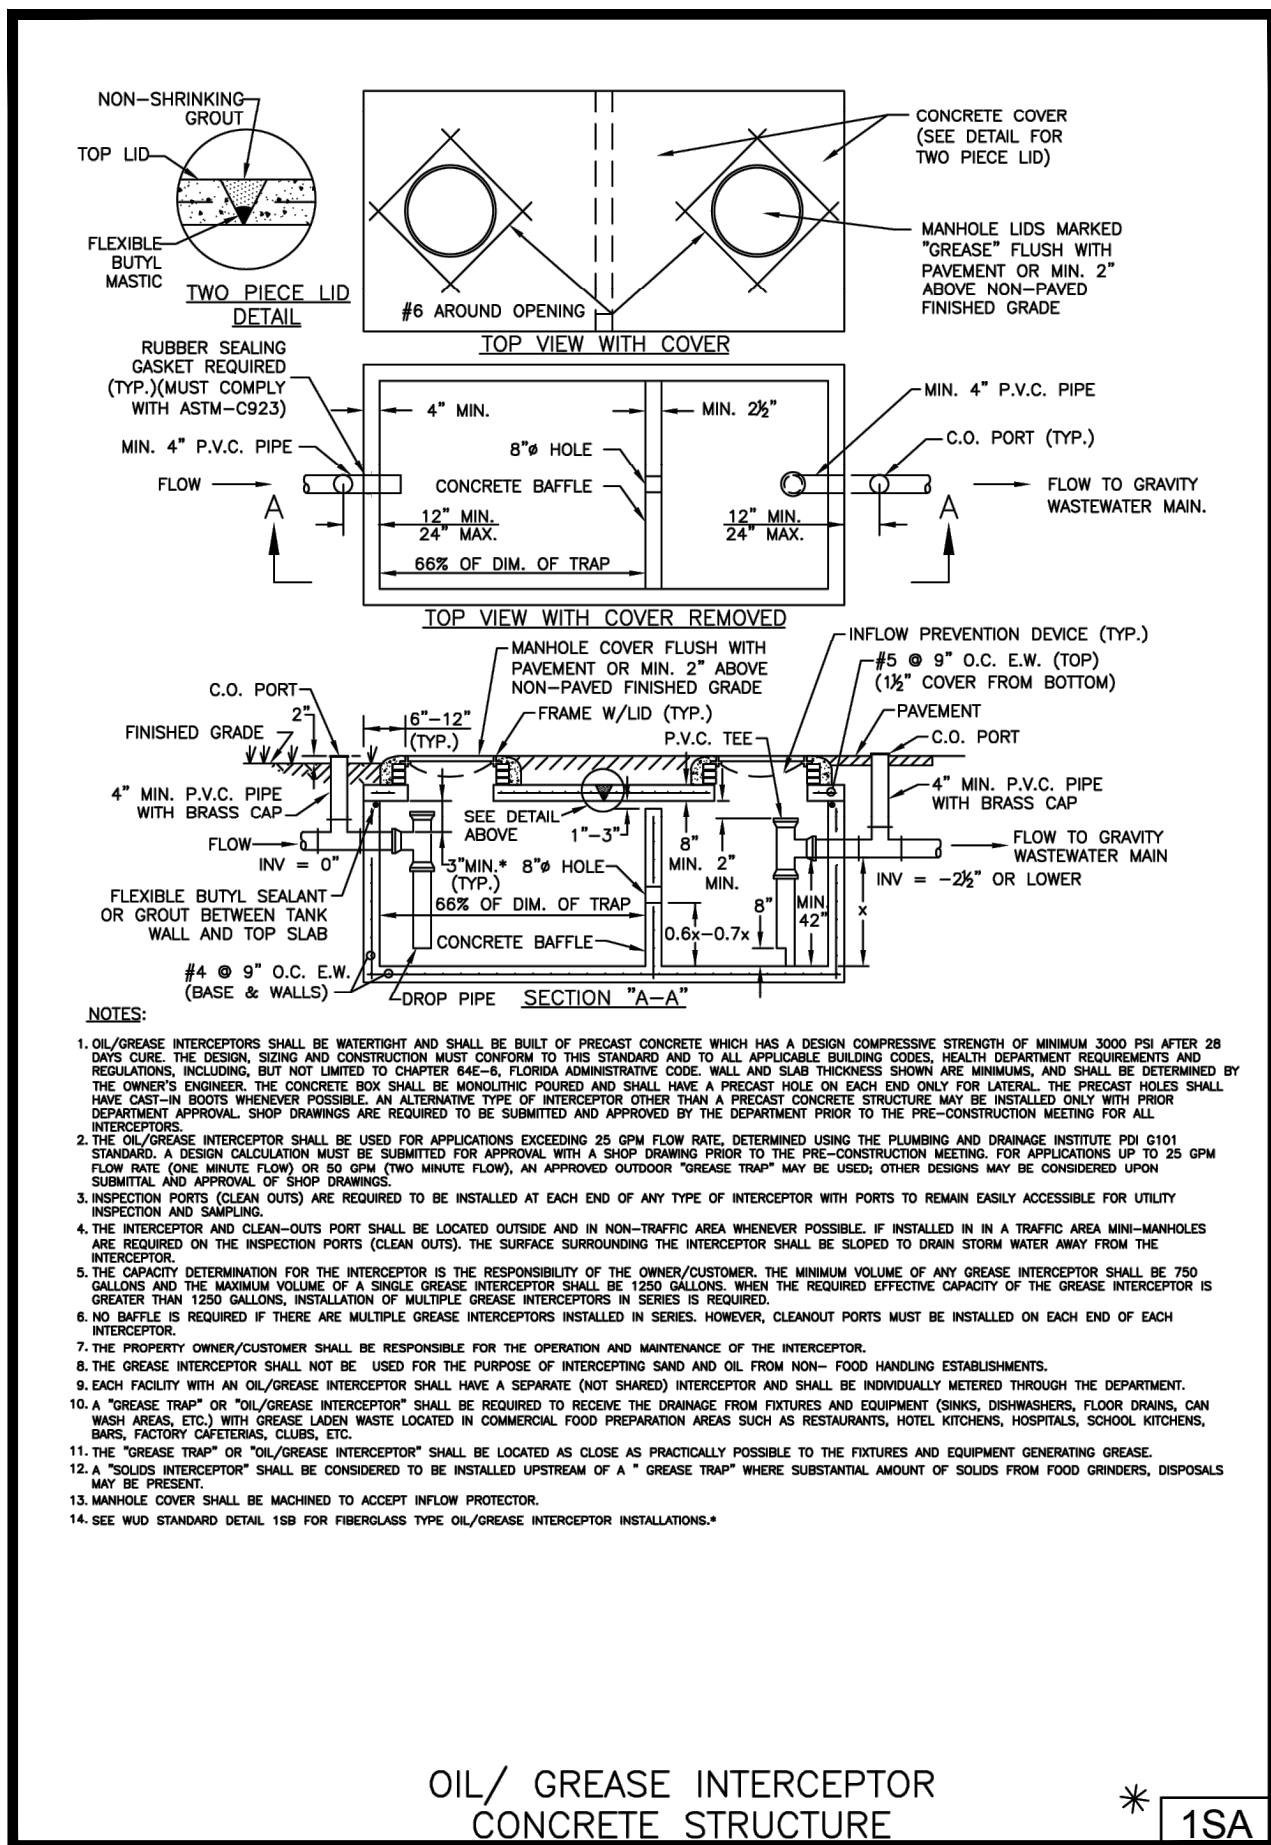 NON-SHRINKING
GROUT
TOP LID
FLEXIBLE
BUTYL
MASTIC
TWO PIECE LID
DETAIL
CONCRETE COVER
(SEE DETAIL FOR
TWO PIECE LID)
MANHOLE LIDS MARKED
"GREASE" FLUSH WITH
PAVEMENT OR MIN. 2"
ABOVE NON-PAVED
FINISHED GRADE
#6 AROUND OPENING
TOP VIEW WITH COVER
RUBBER SEALING
GASKET REQUIRED
(TYP.)(MUST COMPLY
WITH ASTM-C923)
MIN. 4" P.V.C. PIPE
FLOW
A
4" MIN.
MIN. 2½"
8"ø HOLE
CONCRETE BAFFLE
12" MIN.
24" MAX.
12" MIN.
24" MAX.
66% OF DIM. OF TRAP
MIN. 4" P.V.C. PIPE
C.O. PORT (TYP.)
FLOW TO GRAVITY
WASTEWATER MAIN.
A
TOP VIEW WITH COVER REMOVED
MANHOLE COVER FLUSH WITH
PAVEMENT OR MIN. 2" ABOVE
NON-PAVED FINISHED GRADE
INFLOW PREVENTION DEVICE (TYP.)
#5 @ 9" O.C. E.W. (TOP)
(1½" COVER FROM BOTTOM)
C.O. PORT
2"
FINISHED GRADE
6"-12"
(TYP.)
FRAME W/LID (TYP.)
P.V.C. TEE
PAVEMENT
C.O. PORT
4" MIN. P.V.C. PIPE
WITH BRASS CAP
FLOW
INV = 0"
SEE DETAIL
ABOVE
1"-3"
3"MIN.*
(TYP.)
8"ø HOLE
8"
MIN.
2"
MIN.
4" MIN. P.V.C. PIPE
WITH BRASS CAP
FLOW TO GRAVITY
WASTEWATER MAIN
INV = -2½" OR LOWER
FLEXIBLE BUTYL SEALANT
OR GROUT BETWEEN TANK
WALL AND TOP SLAB
66% OF DIM. OF TRAP
CONCRETE BAFFLE
0.6x-0.7x
8"
MIN.
42"
x
#4 @ 9" O.C. E.W.
(BASE & WALLS)
DROP PIPE
SECTION "A-A"
NOTES:
1. OIL/GREASE INTERCEPTORS SHALL BE WATERTIGHT AND SHALL BE BUILT OF PRECAST CONCRETE WHICH HAS A DESIGN COMPRESSIVE STRENGTH OF MINIMUM 3000 PSI AFTER 28
DAYS CURE. THE DESIGN, SIZING AND CONSTRUCTION MUST CONFORM TO THIS STANDARD AND TO ALL APPLICABLE BUILDING CODES, HEALTH DEPARTMENT REQUIREMENTS AND
REGULATIONS, INCLUDING, BUT NOT LIMITED TO CHAPTER 64E-6, FLORIDA ADMINISTRATIVE CODE. WALL AND SLAB THICKNESS SHOWN ARE MINIMUMS, AND SHALL BE DETERMINED BY
THE OWNER'S ENGINEER. THE CONCRETE BOX SHALL BE MONOLITHIC POURED AND SHALL HAVE A PRECAST HOLE ON EACH END ONLY FOR LATERAL. THE PRECAST HOLES SHALL
HAVE CAST-IN BOOTS WHENEVER POSSIBLE. AN ALTERNATIVE TYPE OF INTERCEPTOR OTHER THAN A PRECAST CONCRETE STRUCTURE MAY BE INSTALLED ONLY WITH PRIOR
DEPARTMENT APPROVAL. SHOP DRAWINGS ARE REQUIRED TO BE SUBMITTED AND APPROVED BY THE DEPARTMENT PRIOR TO THE PRE-CONSTRUCTION MEETING FOR ALL
INTERCEPTORS.
2. THE OIL/GREASE INTERCEPTOR SHALL BE USED FOR APPLICATIONS EXCEEDING 25 GPM FLOW RATE, DETERMINED USING THE PLUMBING AND DRAINAGE INSTITUTE PDI G101
STANDARD. A DESIGN CALCULATION MUST BE SUBMITTED FOR APPROVAL WITH A SHOP DRAWING PRIOR TO THE PRE-CONSTRUCTION MEETING. FOR APPLICATIONS UP TO 25 GPM
FLOW RATE (ONE MINUTE FLOW) OR 50 GPM (TWO MINUTE FLOW), AN APPROVED OUTDOOR "GREASE TRAP" MAY BE USED; OTHER DESIGNS MAY BE CONSIDERED UPON
SUBMITTAL AND APPROVAL OF SHOP DRAWINGS.
3. INSPECTION PORTS (CLEAN OUTS) ARE REQUIRED TO BE INSTALLED AT EACH END OF ANY TYPE OF INTERCEPTOR WITH PORTS TO REMAIN EASILY ACCESSIBLE FOR UTILITY
INSPECTION AND SAMPLING.
4. THE INTERCEPTOR AND CLEAN-OUTS PORT SHALL BE LOCATED OUTSIDE AND IN NON-TRAFFIC AREA WHENEVER POSSIBLE. IF INSTALLED IN IN A TRAFFIC AREA MINI-MANHOLES
ARE REQUIRED ON THE INSPECTION PORTS (CLEAN OUTS). THE SURFACE SURROUNDING THE INTERCEPTOR SHALL BE SLOPED TO DRAIN STORM WATER AWAY FROM THE
INTERCEPTOR.
5. THE CAPACITY DETERMINATION FOR THE INTERCEPTOR IS THE RESPONSIBILITY OF THE OWNER/CUSTOMER. THE MINIMUM VOLUME OF ANY GREASE INTERCEPTOR SHALL BE 750
GALLONS AND THE MAXIMUM VOLUME OF A SINGLE GREASE INTERCEPTOR SHALL BE 1250 GALLONS. WHEN THE REQUIRED EFFECTIVE CAPACITY OF THE GREASE INTERCEPTOR IS
GREATER THAN 1250 GALLONS, INSTALLATION OF MULTIPLE GREASE INTERCEPTORS IN SERIES IS REQUIRED.
6. NO BAFFLE IS REQUIRED IF THERE ARE MULTIPLE GREASE INTERCEPTORS INSTALLED IN SERIES. HOWEVER, CLEANOUT PORTS MUST BE INSTALLED ON EACH END OF EACH
INTERCEPTOR.
7. THE PROPERTY OWNER/CUSTOMER SHALL BE RESPONSIBLE FOR THE OPERATION AND MAINTENANCE OF THE INTERCEPTOR.
8. THE GREASE INTERCEPTOR SHALL NOT BE USED FOR THE PURPOSE OF INTERCEPTING SAND AND OIL FROM NON- FOOD HANDLING ESTABLISHMENTS.
9. EACH FACILITY WITH AN OIL/GREASE INTERCEPTOR SHALL HAVE A SEPARATE (NOT SHARED) INTERCEPTOR AND SHALL BE INDIVIDUALLY METERED THROUGH THE DEPARTMENT.
10. A "GREASE TRAP" OR "OIL/GREASE INTERCEPTOR" SHALL BE REQUIRED TO RECEIVE THE DRAINAGE FROM FIXTURES AND EQUIPMENT (SINKS, DISHWASHERS, FLOOR DRAINS, CAN
WASH AREAS, ETC.) WITH GREASE LADEN WASTE LOCATED IN COMMERCIAL FOOD PREPARATION AREAS SUCH AS RESTAURANTS, HOTEL KITCHENS, HOSPITALS, SCHOOL KITCHENS,
BARS, FACTORY CAFETERIAS, CLUBS, ETC.
11. THE "GREASE TRAP" OR "OIL/GREASE INTERCEPTOR" SHALL BE LOCATED AS CLOSE AS PRACTICALLY POSSIBLE TO THE FIXTURES AND EQUIPMENT GENERATING GREASE.
12. A "SOLIDS INTERCEPTOR" SHALL BE CONSIDERED TO BE INSTALLED UPSTREAM OF A " GREASE TRAP" WHERE SUBSTANTIAL AMOUNT OF SOLIDS FROM FOOD GRINDERS, DISPOSALS
MAY BE PRESENT.
13. MANHOLE COVER SHALL BE MACHINED TO ACCEPT INFLOW PROTECTOR.
14. SEE WUD STANDARD DETAIL 1SB FOR FIBERGLASS TYPE OIL/GREASE INTERCEPTOR INSTALLATIONS.*
OIL/ GREASE INTERCEPTOR
CONCRETE STRUCTURE
* 1SA